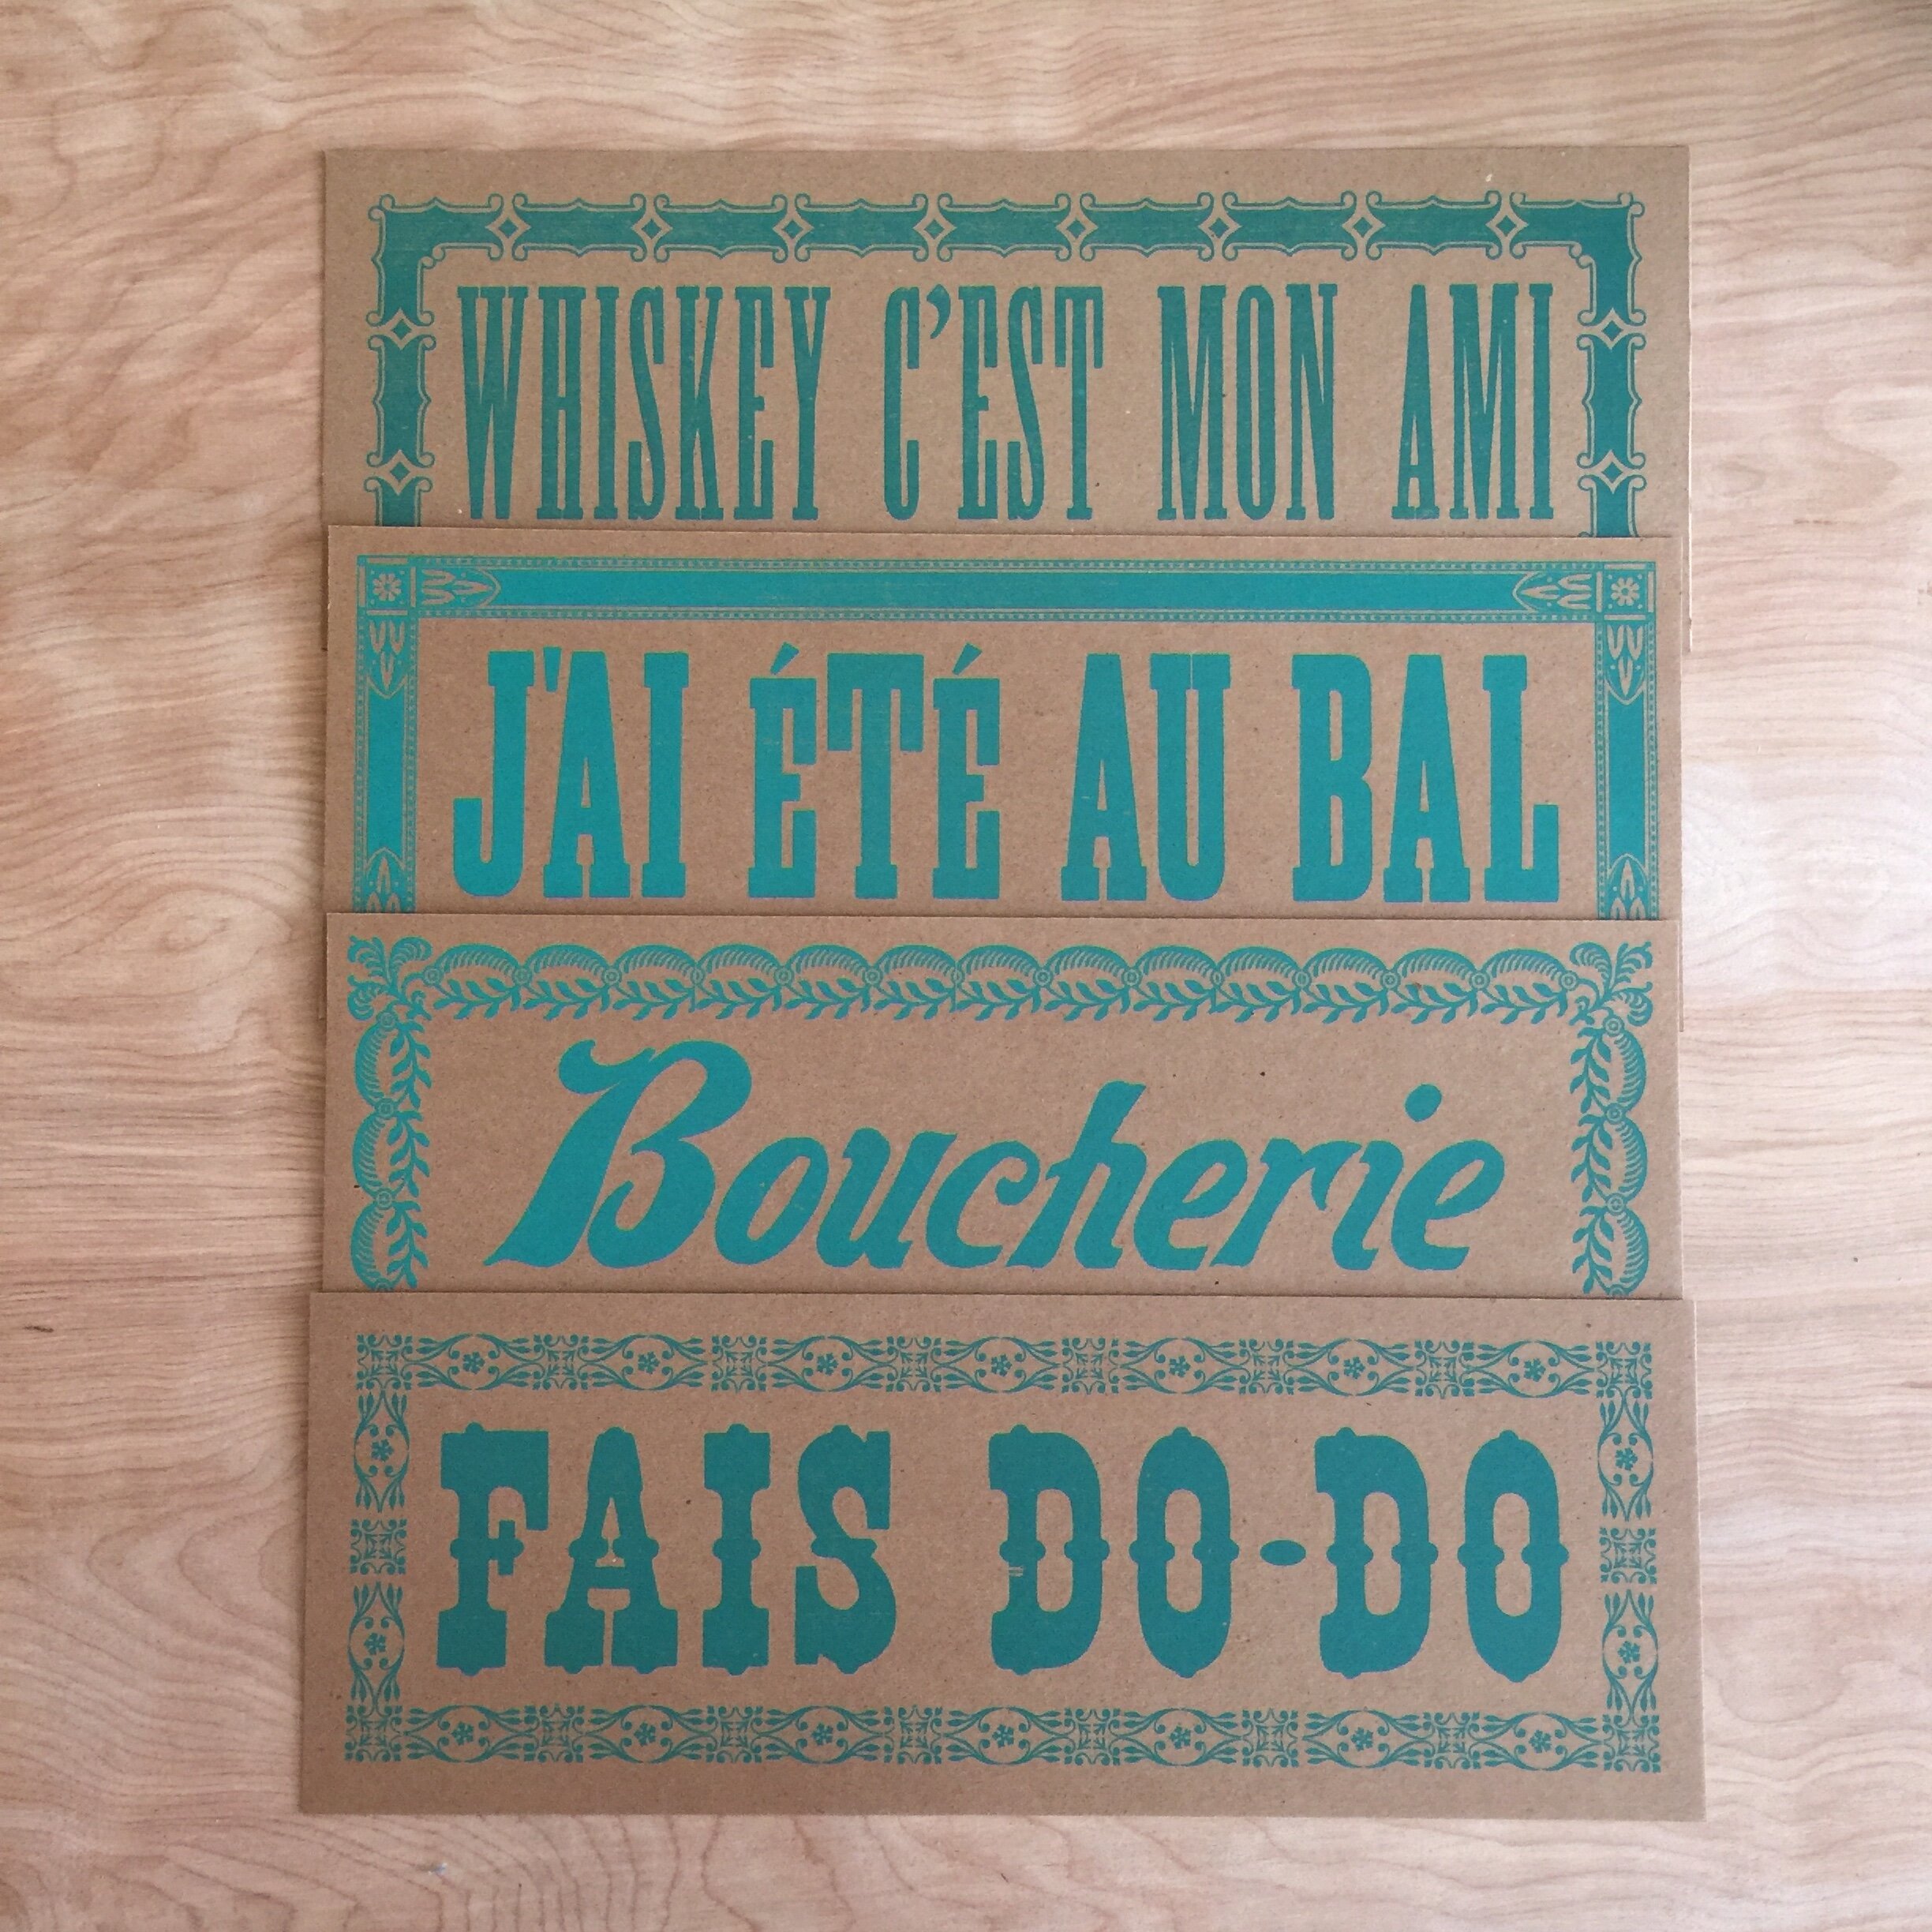 WHISKEY C'EST MON AMI
J'AI ÉTÉ AU BAL
Boucherie
FAIS DO-DO